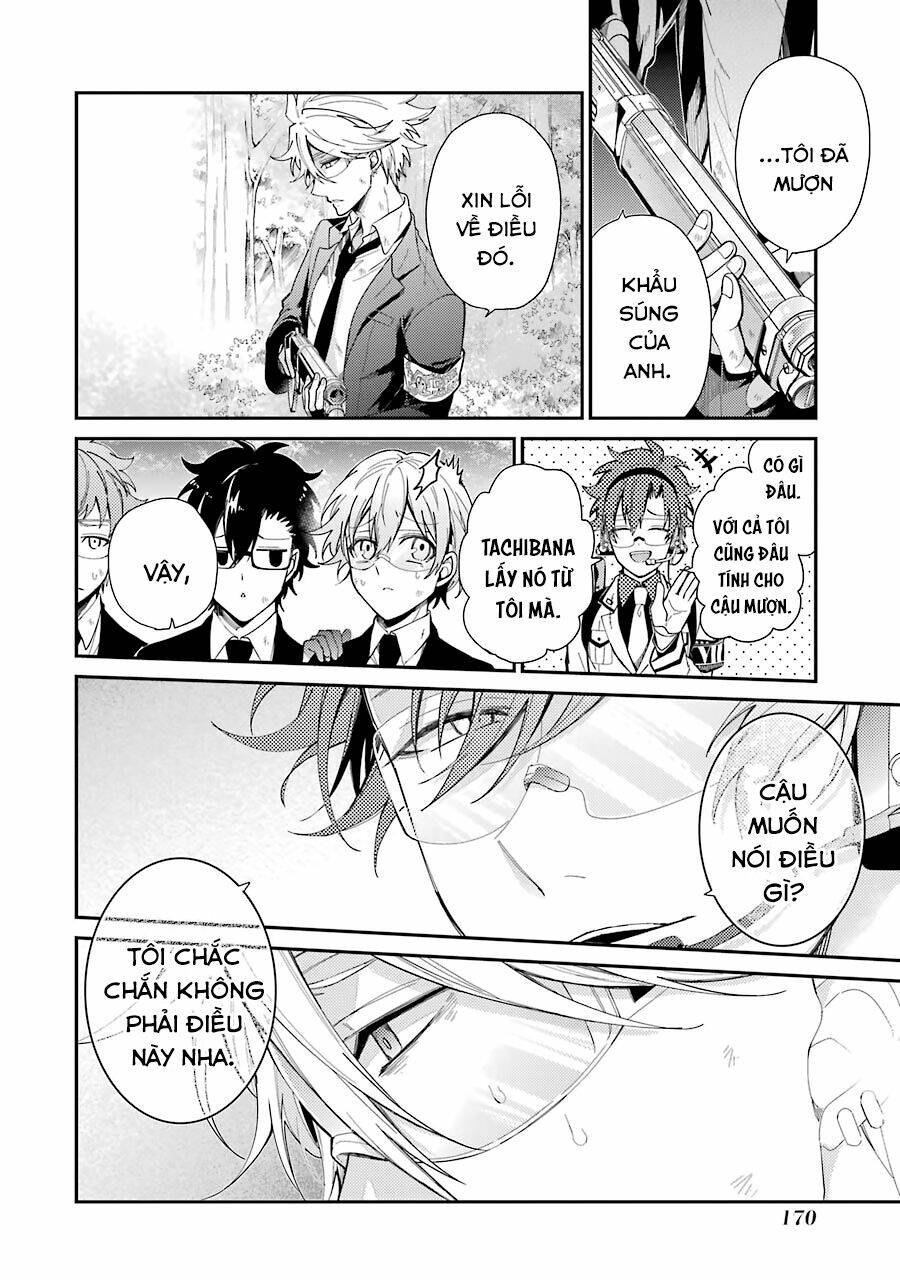 ...TÔI ĐÃ
MƯỢN
KHẨU
SÚNG
CỦA
ANH.
XIN LỖI
VỀ ĐIỀU
ĐÓ.
CÓ GÌ
ĐÂU.
VỚI CẢ TÔI
CŨNG ĐÂU
TÍNH CHO
CẬU MƯỢN.
TACHIBANA
LẤY NÓ TỪ
TÔI MÀ.
VẬY,
CẬU
MUỐN
NÓI ĐIỀU
GÌ?
TÔI CHẮC
CHẮN KHÔNG
PHẢI ĐIỀU
NÀY NHA.
170